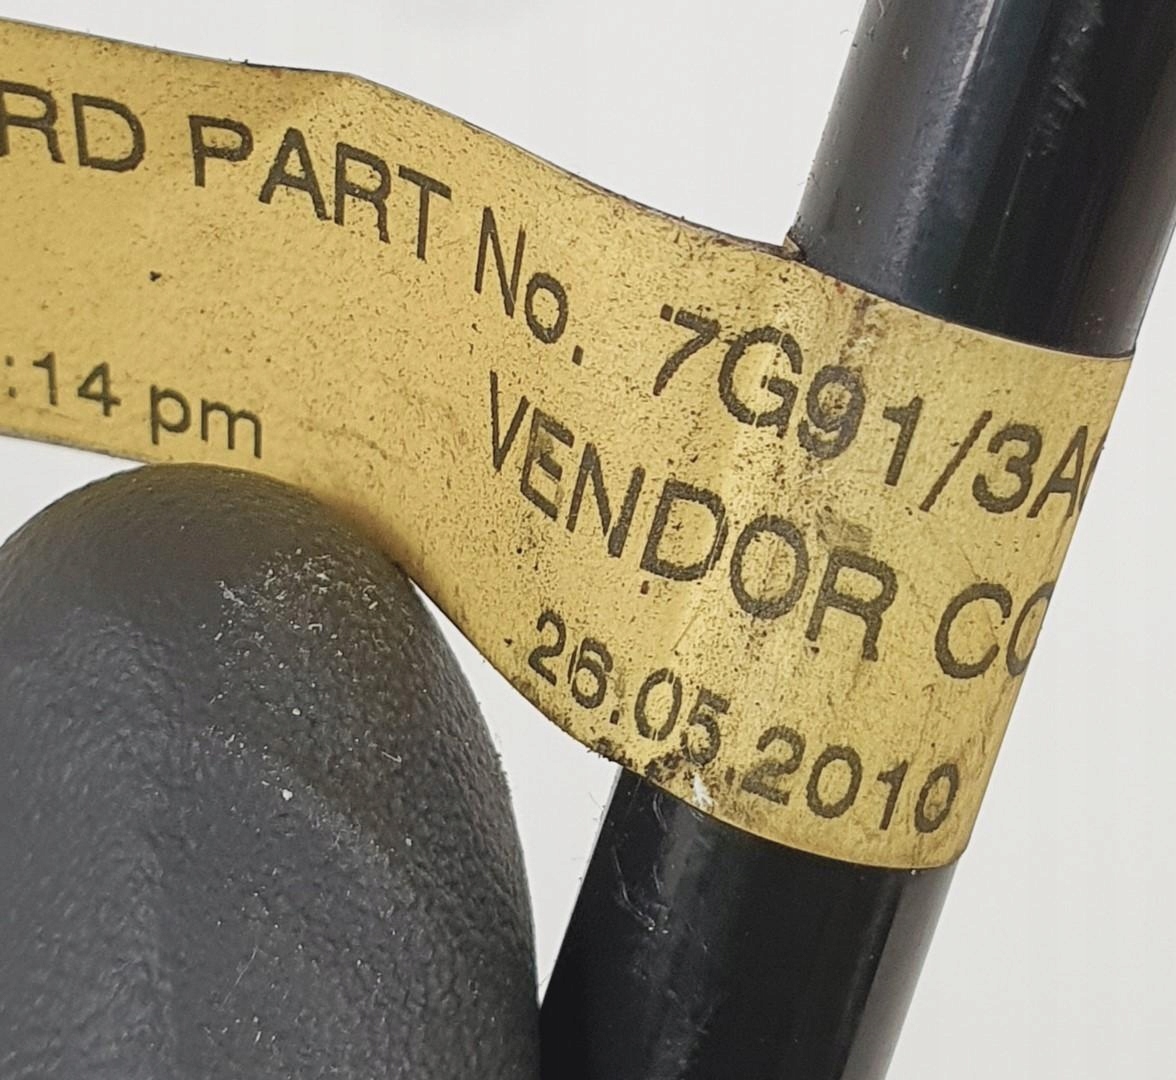 RD PART No. 7G91/3A
VENDOR CO
:14 pm
26.05.2010